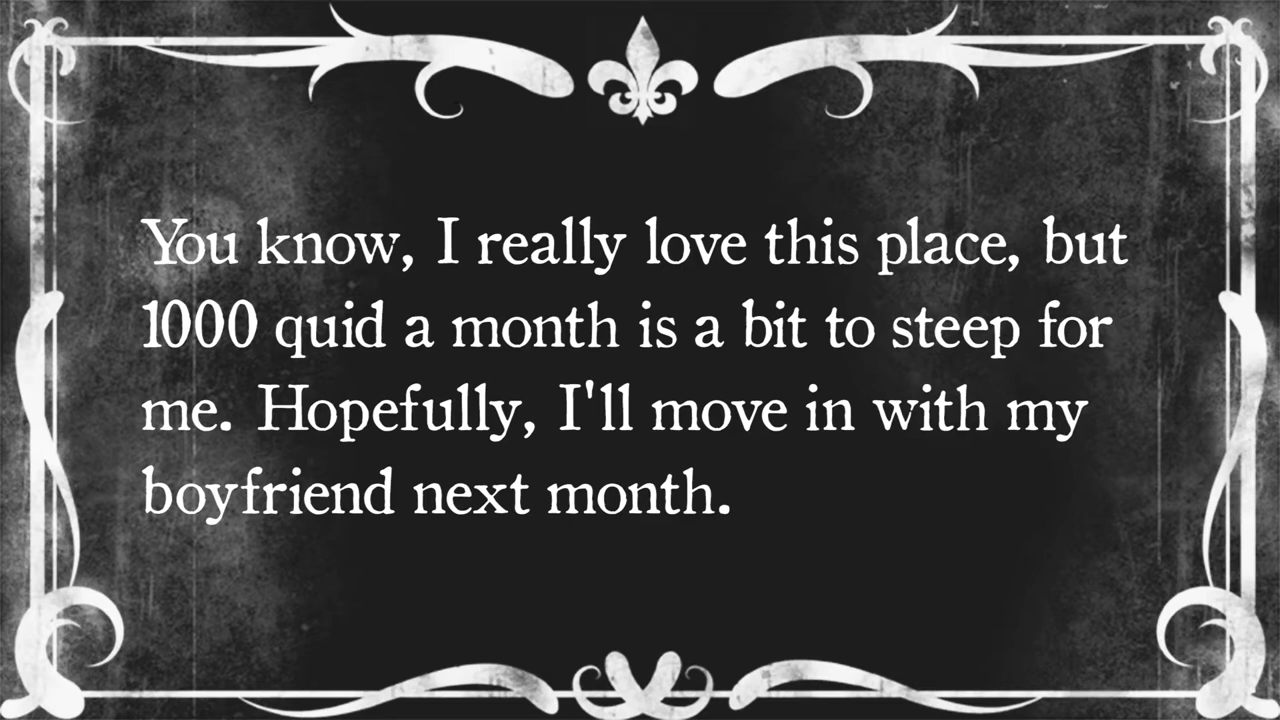 You know, I really love this place, but
1000 quid a month is a bit to steep for
me. Hopefully, I'll move in with my
boyfriend next month.